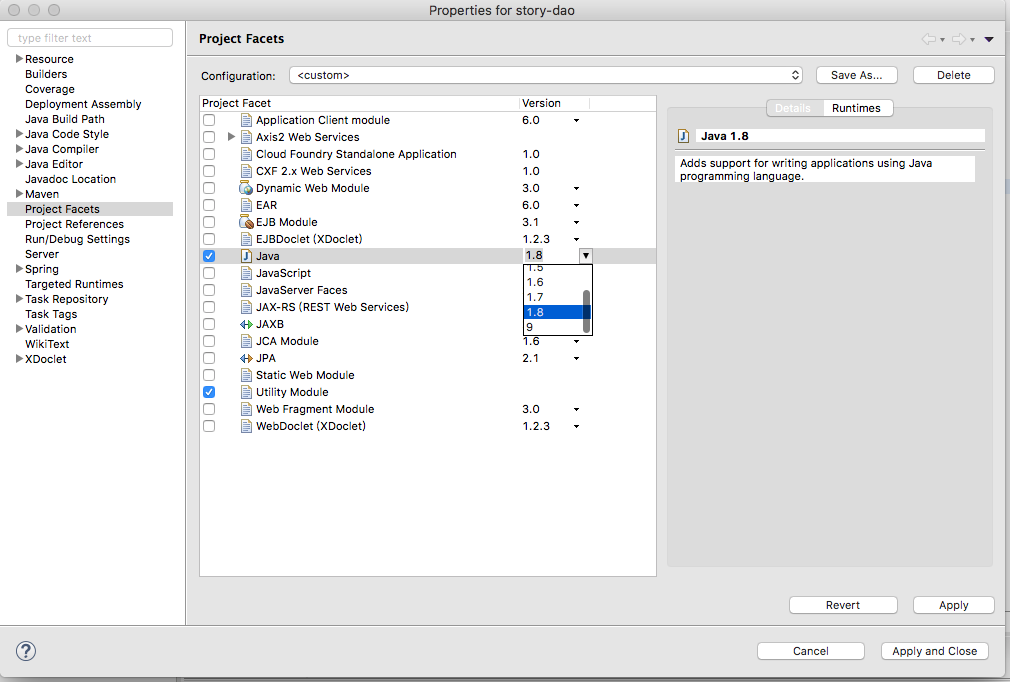 Properties for story-dao
type filter text
Resource
Builders
Coverage
Deployment Assembly
Java Build Path
Java Code Style
Java Compiler
Java Editor
Javadoc Location
Maven
Project Facets
Project References
Run/Debug Settings
Server
Spring
Targeted Runtimes
Task Repository
Task Tags
Validation
WikiText
XDoclet
Project Facets
Configuration: <custom> Save As... Delete
Project Facet Version
Application Client module 6.0
Axis2 Web Services
Cloud Foundry Standalone Application 1.0
CXF 2.x Web Services 1.0
Dynamic Web Module 3.0
EAR 6.0
EJB Module 3.1
EJBDoclet (XDoclet) 1.2.3
Java 1.8
JavaScript 1.5
JavaServer Faces 1.6
JAX-RS (REST Web Services) 1.7
JAXB 1.8
9
JCA Module 1.6
JPA 2.1
Static Web Module
Utility Module
Web Fragment Module 3.0
WebDoclet (XDoclet) 1.2.3
Details Runtimes
J Java 1.8
Adds support for writing applications using Java
programming language.
Revert Apply
? Cancel Apply and Close